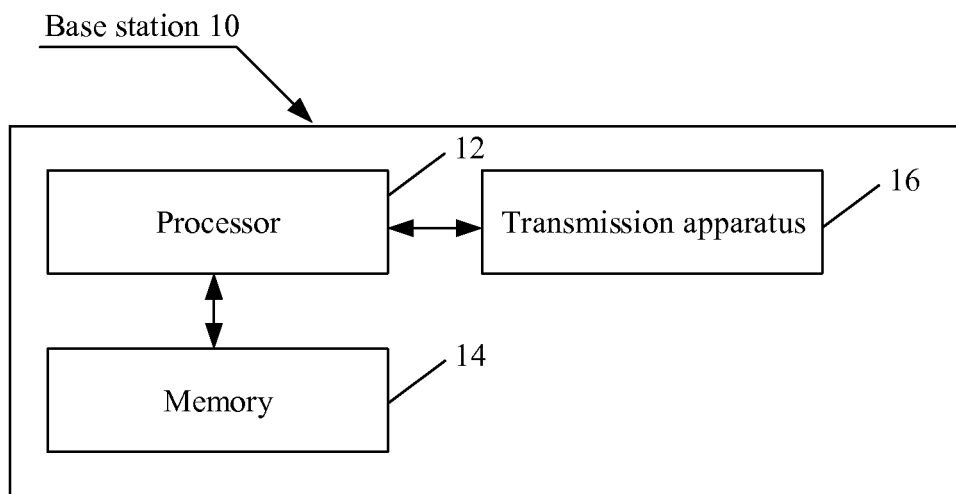 Base station 10
12
Processor
16
Transmission apparatus
14
Memory